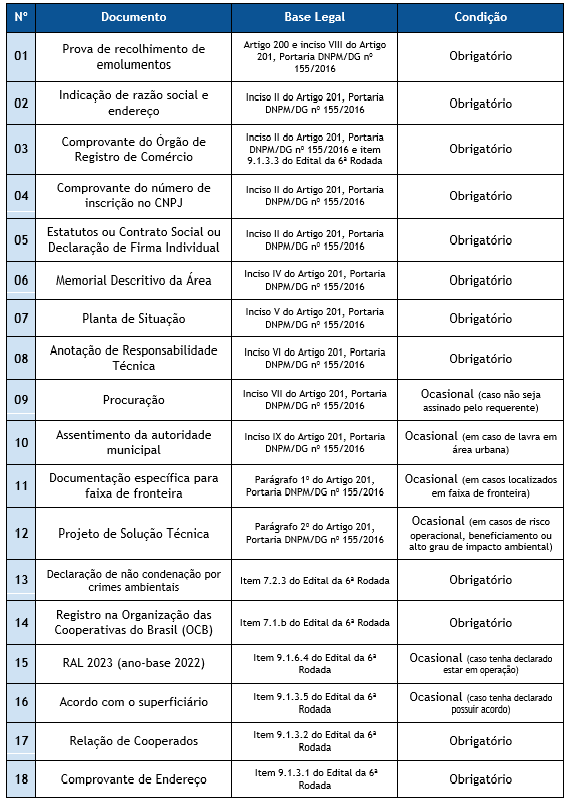 Nº Documento Base Legal Condição
01 Prova de recolhimento de emolumentos Artigo 200 e inciso VIII do Artigo 201, Portaria DNPM/DG nº 155/2016 Obrigatório
02 Indicação de razão social e endereço Inciso II do Artigo 201, Portaria DNPM/DG nº 155/2016 Obrigatório
03 Comprovante do Órgão de Registro de Comércio Inciso II do Artigo 201, Portaria DNPM/DG nº 155/2016 e item 9.1.3.3 do Edital da 6ª Rodada Obrigatório
04 Comprovante do número de inscrição no CNPJ Inciso II do Artigo 201, Portaria DNPM/DG nº 155/2016 Obrigatório
05 Estatutos ou Contrato Social ou Declaração de Firma Individual Inciso II do Artigo 201, Portaria DNPM/DG nº 155/2016 Obrigatório
06 Memorial Descritivo da Área Inciso IV do Artigo 201, Portaria DNPM/DG nº 155/2016 Obrigatório
07 Planta de Situação Inciso V do Artigo 201, Portaria DNPM/DG nº 155/2016 Obrigatório
08 Anotação de Responsabilidade Técnica Inciso VI do Artigo 201, Portaria DNPM/DG nº 155/2016 Obrigatório
09 Procuração Inciso VII do Artigo 201, Portaria DNPM/DG nº 155/2016 Ocasional (caso não seja assinado pelo requerente)
10 Assentimento da autoridade municipal Inciso IX do Artigo 201, Portaria DNPM/DG nº 155/2016 Ocasional (em caso de lavra em área urbana)
11 Documentação específica para faixa de fronteira Parágrafo 1º do Artigo 201, Portaria DNPM/DG nº 155/2016 Ocasional (em casos localizados em faixa de fronteira)
12 Projeto de Solução Técnica Parágrafo 2º do Artigo 201, Portaria DNPM/DG nº 155/2016 Ocasional (em casos de risco operacional, beneficiamento ou alto grau de impacto ambiental)
13 Declaração de não condenação por crimes ambientais Item 7.2.3 do Edital da 6ª Rodada Obrigatório
14 Registro na Organização das Cooperativas do Brasil (OCB) Item 7.1.b do Edital da 6ª Rodada Obrigatório
15 RAL 2023 (ano-base 2022) Item 9.1.6.4 do Edital da 6ª Rodada Ocasional (caso tenha declarado estar em operação)
16 Acordo com o superficiário Item 9.1.3.5 do Edital da 6ª Rodada Ocasional (caso tenha declarado possuir acordo)
17 Relação de Cooperados Item 9.1.3.2 do Edital da 6ª Rodada Obrigatório
18 Comprovante de Endereço Item 9.1.3.1 do Edital da 6ª Rodada Obrigatório